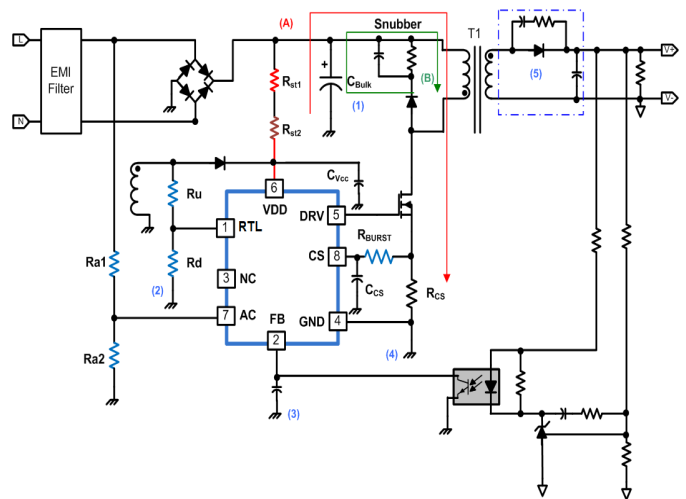 (A)
Snubber
T1
L
EMI
Filter
N
Rst1
Rst2
+
CBulk
(1)
(B)
(5)
V+
V-
CVcc
6
VDD
Ru
DRV
5
1
RTL
RBURST
CS
8
Rd
3
NC
CCS
RCS
Ra1
(2)
7
AC
FB
GND
4
2
(4)
Ra2
(3)